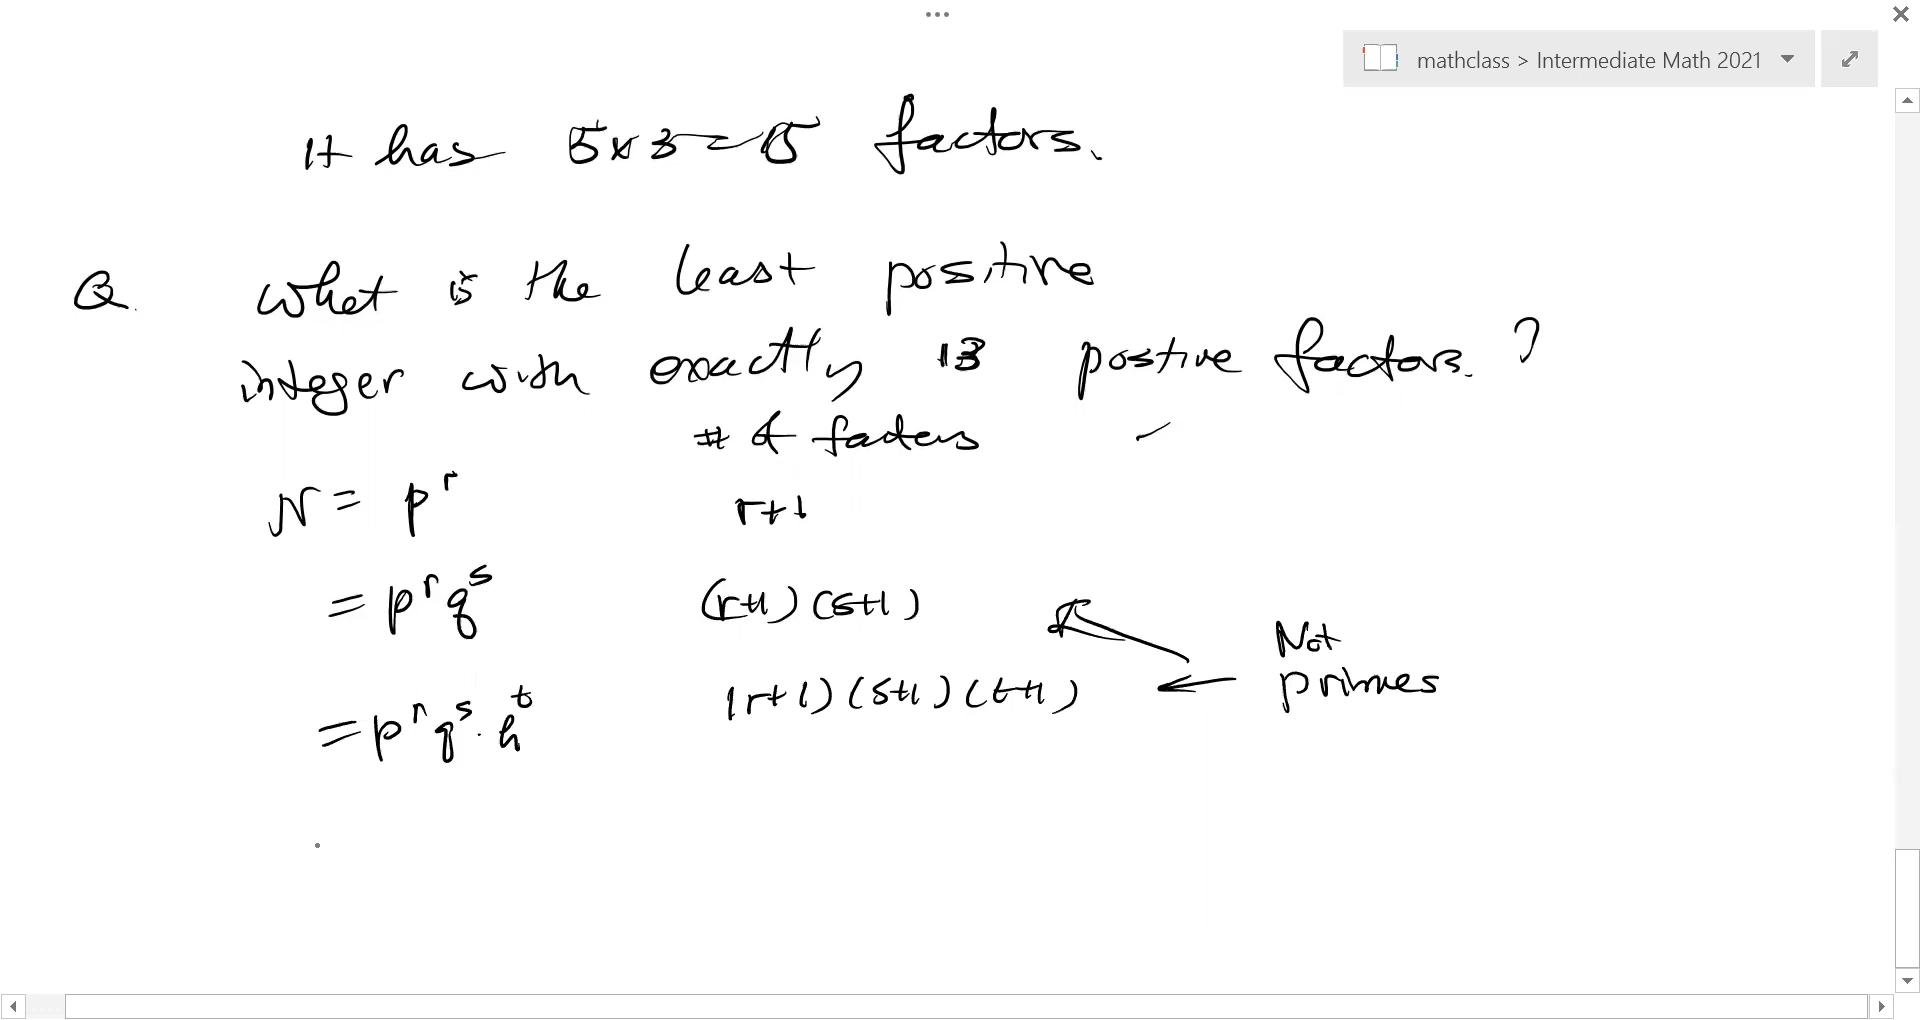 mathclass > Intermediate Math 2021
It has 5x3=15 factors.
Q. What is the least positive
integer with exactly 13 postive factors. ?
# of factors
N = p^r r+1
= p^r q^s (r+1) (s+1)
= p^r q^s . h^t (r+1) (s+1) (t+1)
Not
primes